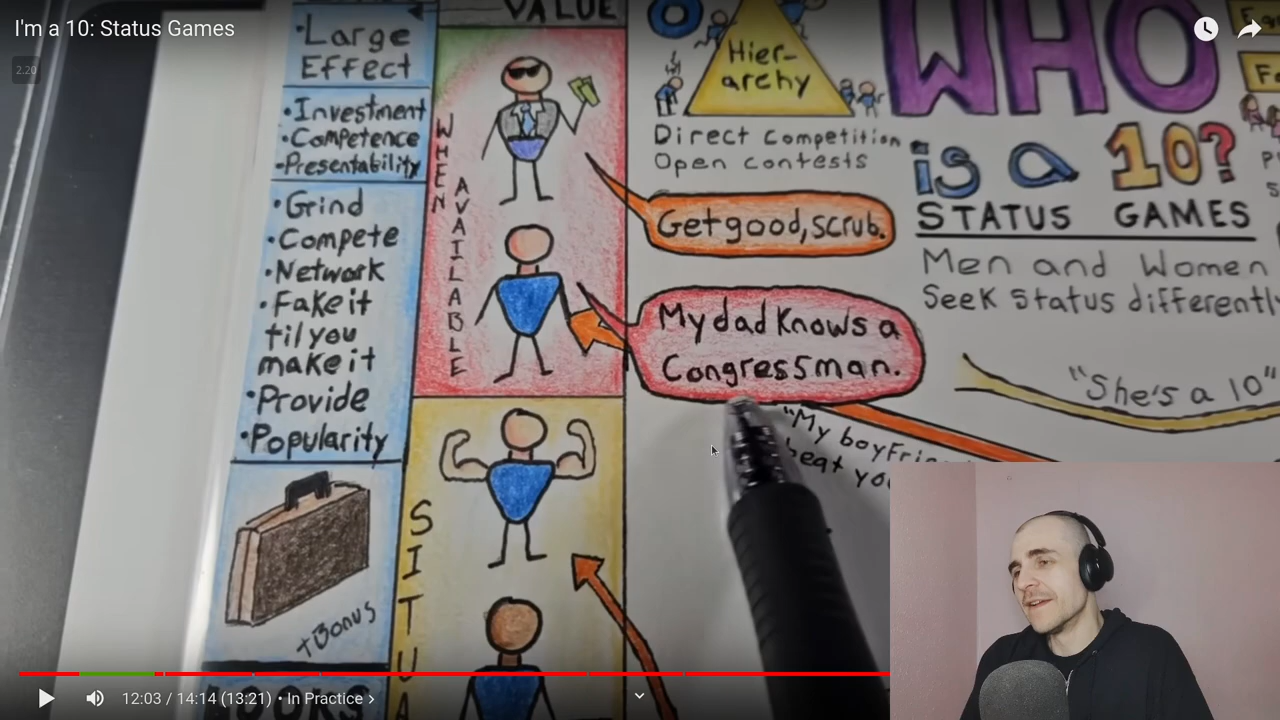 I'm a 10: Status Games
2.20
VALUE
• Large
Effect
• Investment
• Competence
• Presentability
• Grind
• Compete
• Network
• Fake it
til you
make it
• Provide
• Popularity
+ Bonus
WHEN
AVAILABLE
SITUA
Hier-
archy
Direct Competition
Open contests
Get good, scrub.
My dad Knows a
Congressman.
"My boyfri
beat yo
WHO
is a 10?
STATUS GAMES
Men and Women
Seek Status differently
"She's a 10"
12:03 / 14:14 (13:21) • In Practice >